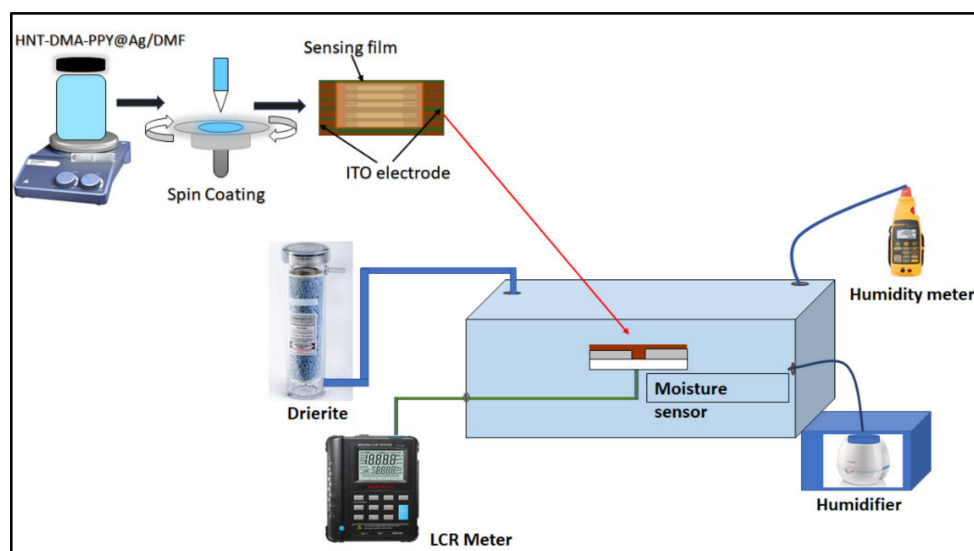 HNT-DMA-PPY@Ag/DMF
Sensing film
ITO electrode
Spin Coating
Humidity meter
Drierite
Moisture
sensor
Humidifier
LCR Meter